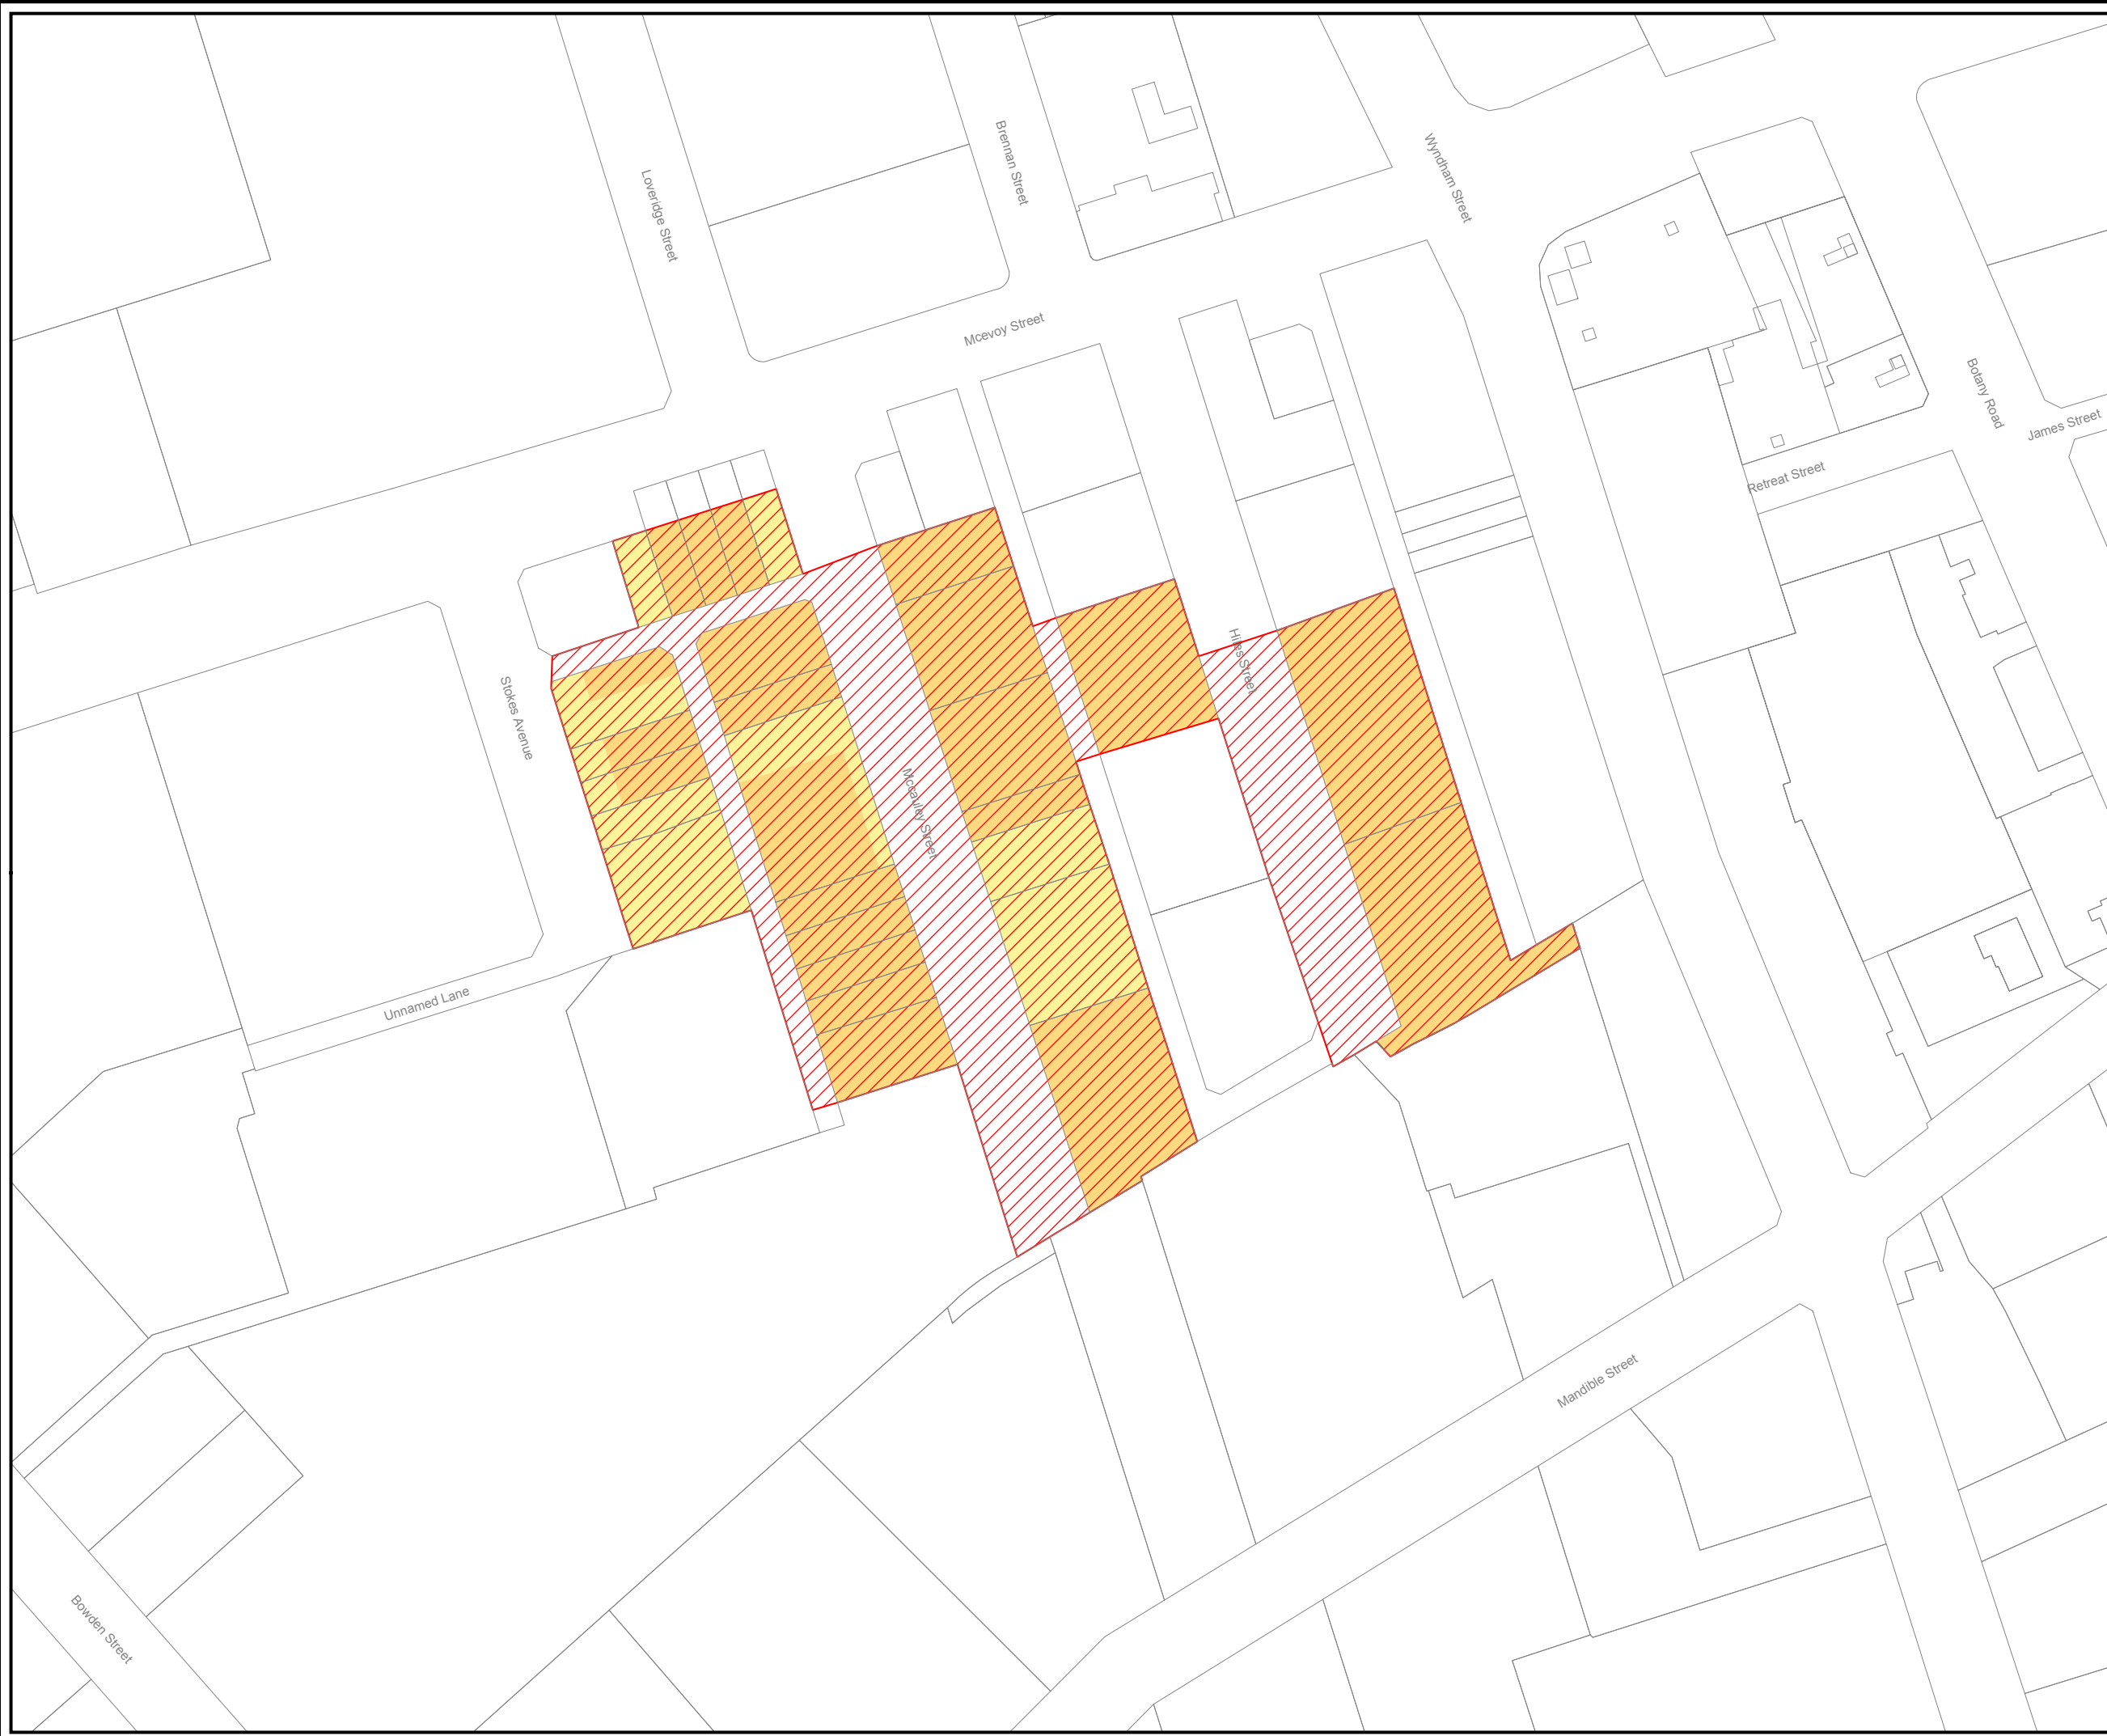 Brennan Street
Wyndham Street
Loveridge Street
Mcevoy Street
Botany Road
James Street
Retreat Street
Hiles Street
Stokes Avenue
Mccauley Street
Unnamed Lane
Mandible Street
Bowden Street